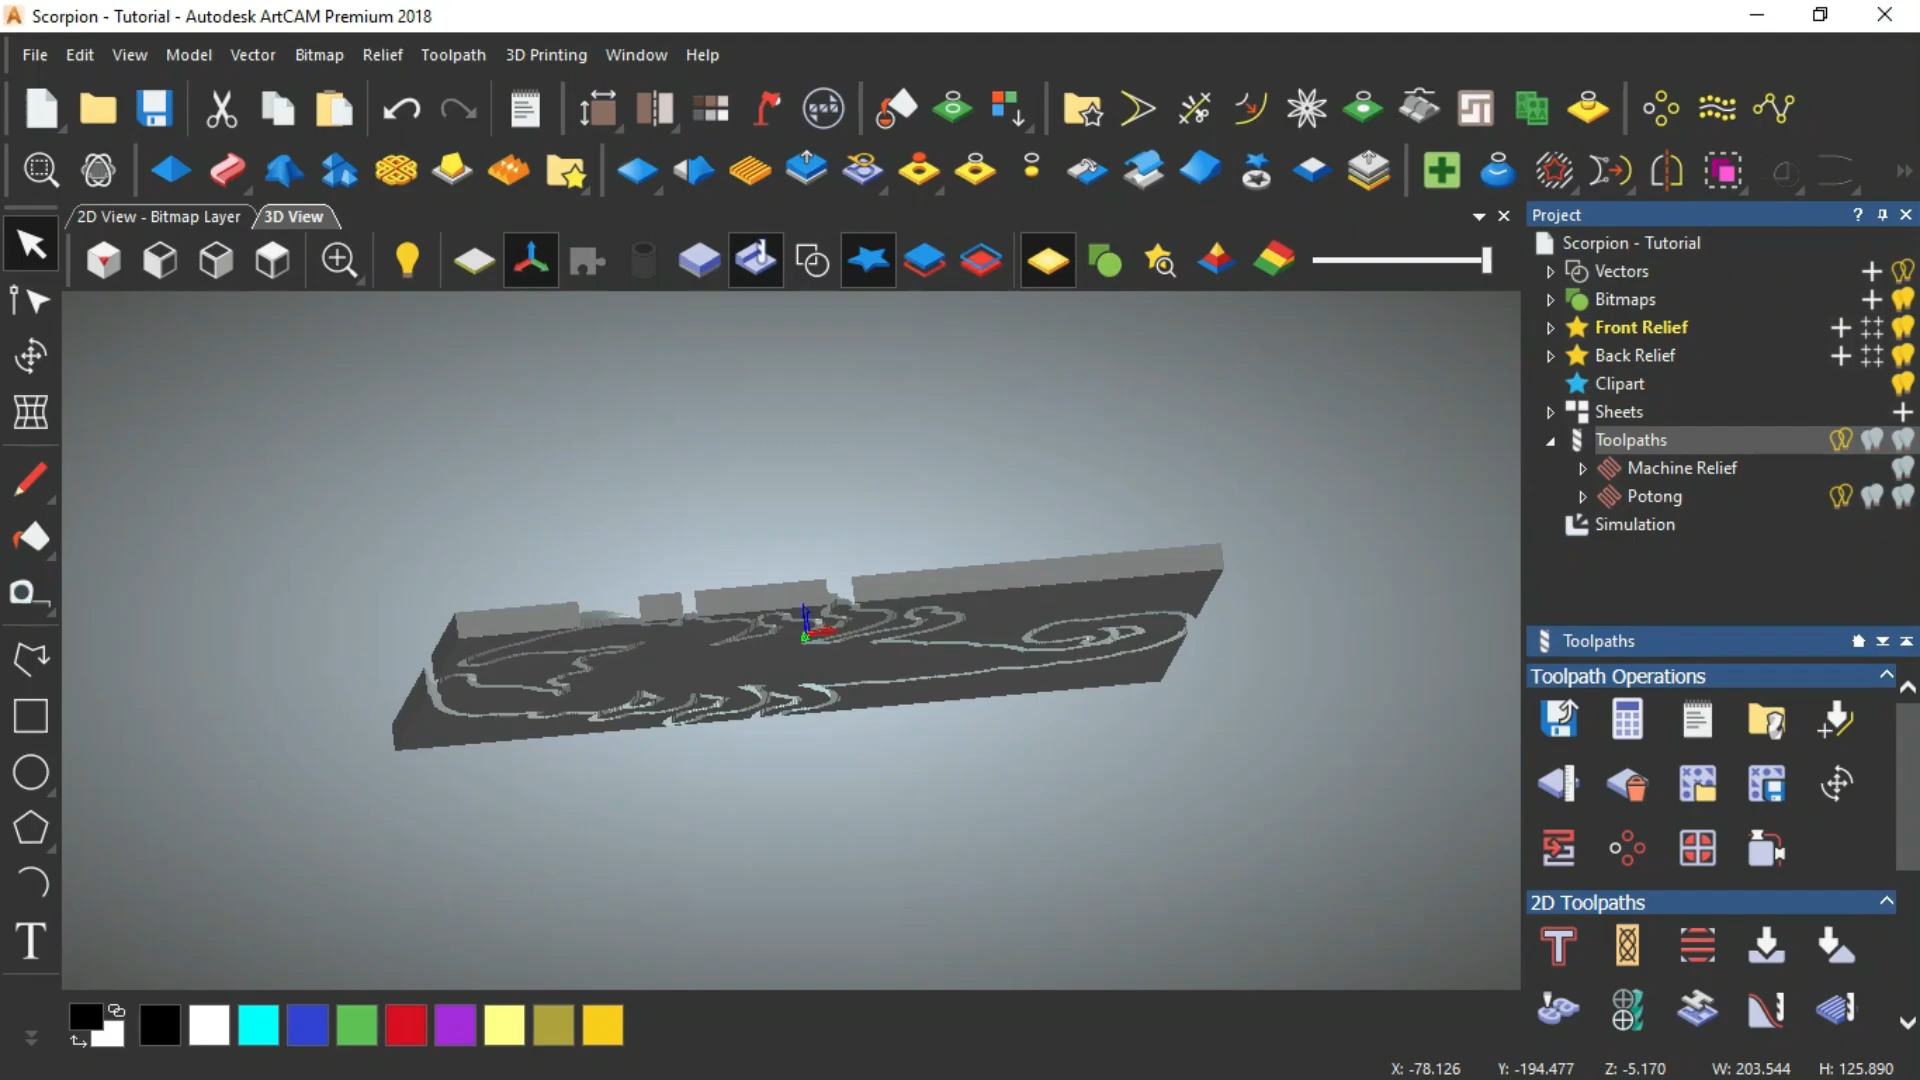 Scorpion - Tutorial - Autodesk ArtCAM Premium 2018
File Edit View Model Vector Bitmap Relief Toolpath 3D Printing Window Help
2D View - Bitmap Layer
3D View
Project
Scorpion - Tutorial
Vectors
Bitmaps
Front Relief
Back Relief
Clipart
Sheets
Toolpaths
Machine Relief
Potong
Simulation
Toolpaths
Toolpath Operations
2D Toolpaths
X: -78.126 Y: -194.477 Z: -5.170 W: 203.544 H: 125.890